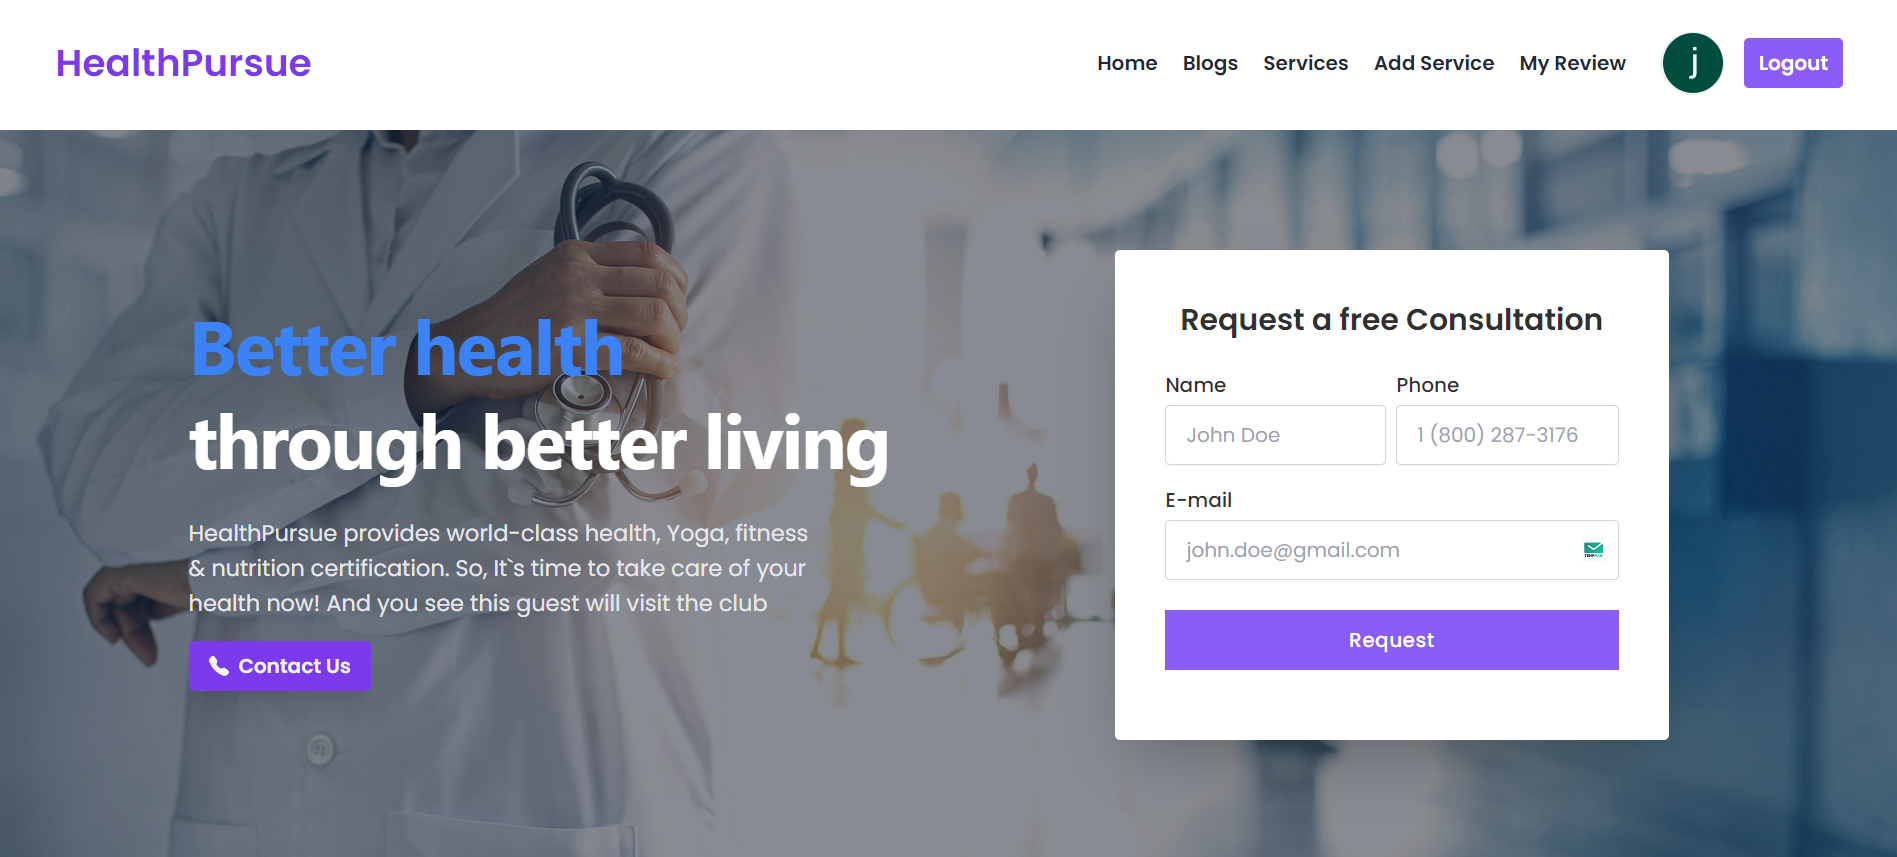 HealthPursue
Home Blogs Services Add Service My Review j Logout
Better health
through better living
HealthPursue provides world-class health, Yoga, fitness
& nutrition certification. So, It`s time to take care of your
health now! And you see this guest will visit the club
Contact Us
Request a free Consultation
Name Phone
John Doe 1 (800) 287-3176
E-mail
john.doe@gmail.com
Request